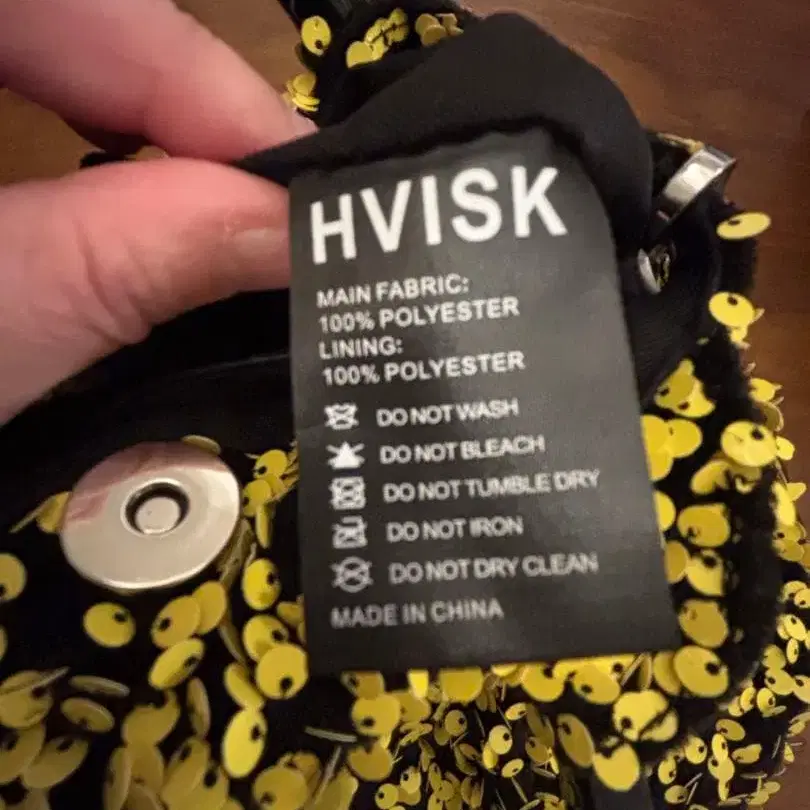 HVISK
MAIN FABRIC:
100% POLYESTER
LINING:
100% POLYESTER
DO NOT WASH
DO NOT BLEACH
DO NOT TUMBLE DRY
DO NOT IRON
DO NOT DRY CLEAN
MADE IN CHINA